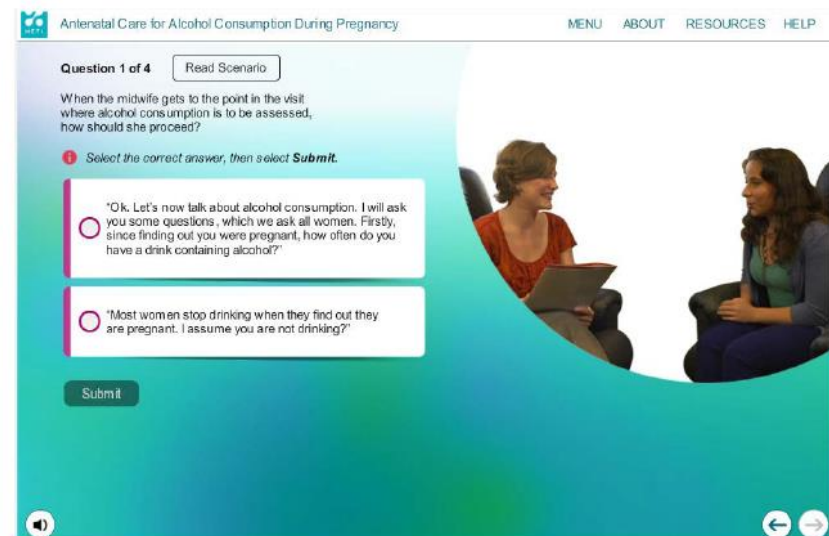 HETI
Antenatal Care for Alcohol Consumption During Pregnancy
MENU ABOUT RESOURCES HELP
Question 1 of 4
Read Scenario
When the midwife gets to the point in the visit
where alcohol consumption is to be assessed,
how should she proceed?
Select the correct answer, then select Submit.
"Ok. Let's now talk about alcohol consumption. I will ask
you some questions, which we ask all women. Firstly,
since finding out you were pregnant, how often do you
have a drink containing alcohol?"
"Most women stop drinking when they find out they
are pregnant. I assume you are not drinking?"
Submit